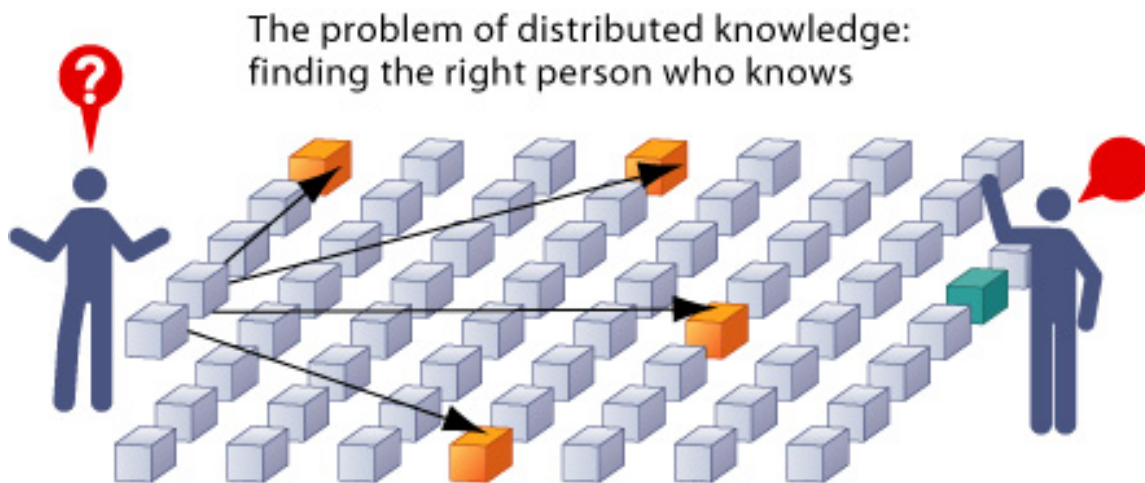 The problem of distributed knowledge:
finding the right person who knows
?